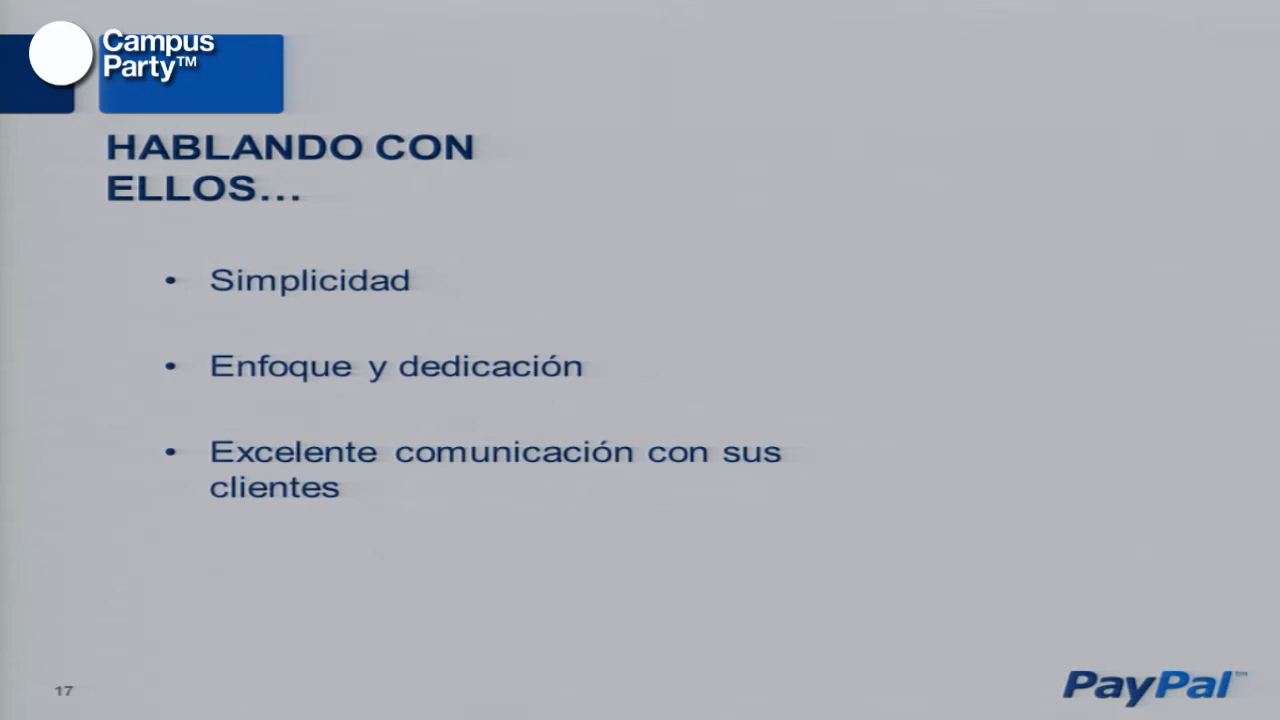 Campus
Party™
HABLANDO CON
ELLOS...
• Simplicidad
• Enfoque y dedicación
• Excelente comunicación con sus
clientes
17
PayPal™